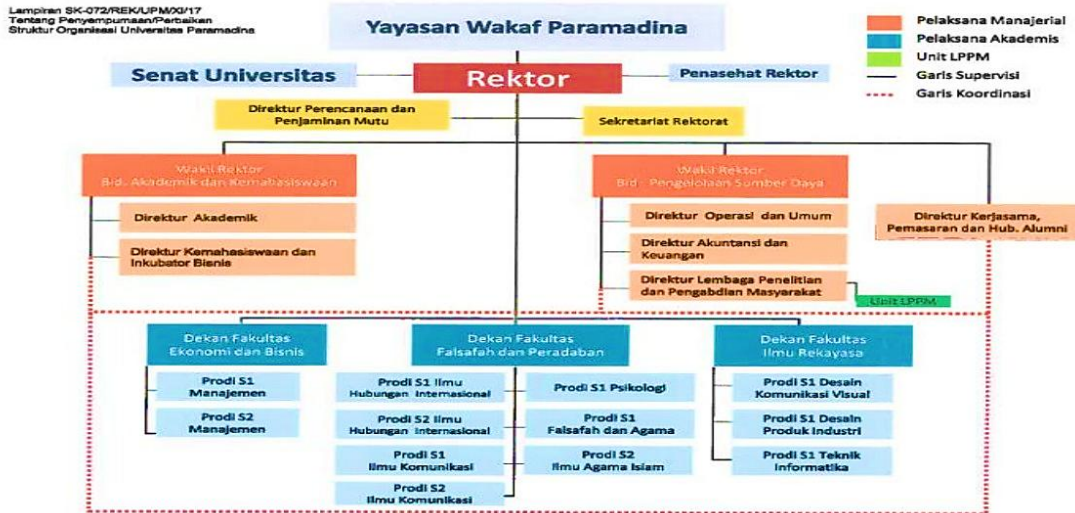 Lampiran SK-072/REK/UPM/XI/17
Tentang Penyempurnaan/Perbaikan
Struktur Organisasi Universitas Paramadina
Yayasan Wakaf Paramadina
Senat Universitas
Rektor
Penasehat Rektor
Pelaksana Manajerial
Pelaksana Akademis
Unit LPPM
Garis Supervisi
Garis Koordinasi
Direktur Perencanaan dan
Penjaminan Mutu
Sekretariat Rektorat
Wakil Rektor
Bid. Akademik dan Kemahasiswaan
Wakil Rektor
Bid. Pengelolaan Sumber Daya
Direktur Akademik
Direktur Kemahasiswaan dan
Inkubator Bisnis
Direktur Operasi dan Umum
Direktur Akuntansi dan
Keuangan
Direktur Lembaga Penelitian
dan Pengabdian Masyarakat
Unit LPPM
Direktur Kerjasama,
Pemasaran dan Hub. Alumni
Dekan Fakultas
Ekonomi dan Bisnis
Dekan Fakultas
Falsafah dan Peradaban
Dekan Fakultas
Ilmu Rekayasa
Prodi S1
Manajemen
Prodi S2
Manajemen
Prodi S1 Ilmu
Hubungan Internasional
Prodi S2 Ilmu
Hubungan Internasional
Prodi S1
Ilmu Komunikasi
Prodi S2
Ilmu Komunikasi
Prodi S1 Psikologi
Prodi S1
Falsafah dan Agama
Prodi S2
Ilmu Agama Islam
Prodi S1 Desain
Komunikasi Visual
Prodi S1 Desain
Produk Industri
Prodi S1 Teknik
Informatika